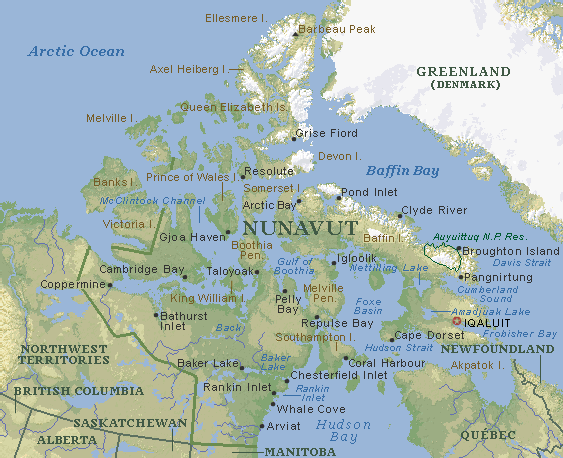 Ellesmere I.
Barbeau Peak
Arctic Ocean
Axel Heiberg I.
GREENLAND
(DENMARK)
Queen Elizabeth Is.
Melville I.
Grise Fiord
Devon I.
Baffin Bay
Banks I.
Prince of Wales I.
Resolute
Somerset I.
McClintock Channel
Arctic Bay
Pond Inlet
Clyde River
Victoria I.
NUNAVUT
Gjoa Haven
Boothia
Pen.
Baffin I.
Auyuittuq N.P. Res.
Broughton Island
Davis Strait
Igloolik
Gulf of
Boothia
Nettilling Lake
Cambridge Bay
Taloyoak
Pangnirtung
Coppermine
King William I.
Pelly
Bay
Melville
Pen.
Foxe
Basin
Cumberland
Sound
Amadjuak Lake
Bathurst
Inlet
Back
Repulse Bay
IQALUIT
Frobisher Bay
Southampton I.
Cape Dorset
Hudson Strait
NORTHWEST
TERRITORIES
NEWFOUNDLAND
Baker Lake
Baker
Lake
Coral Harbour
Akpatok I.
Chesterfield Inlet
BRITISH COLUMBIA
Rankin Inlet
Rankin
Inlet
Whale Cove
SASKATCHEWAN
Arviat
Hudson
Bay
ALBERTA
QUÉBEC
MANITOBA